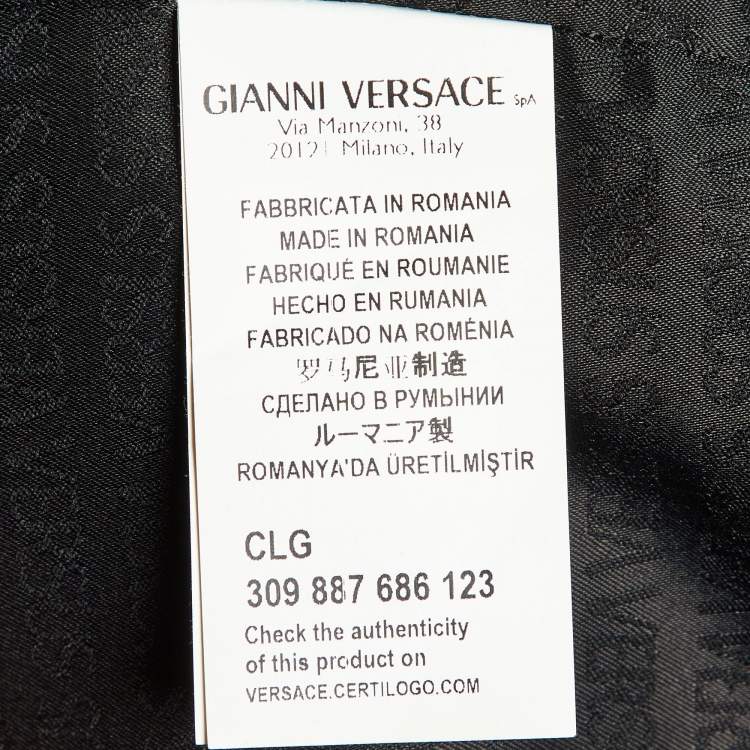 GIANNI VERSACE SpA
Via Manzoni, 38
20121 Milano, Italy
FABBRICATA IN ROMANIA
MADE IN ROMANIA
FABRIQUÉ EN ROUMANIE
HECHO EN RUMANIA
FABRICADO NA ROMÉNIA
罗马尼亚制造
СДЕЛАНО В РУМЫНИИ
ルーマニア製
ROMANYA'DA ÜRETİLMİŞTİR
CLG
309 887 686 123
Check the authenticity
of this product on
VERSACE.CERTILOGO.COM